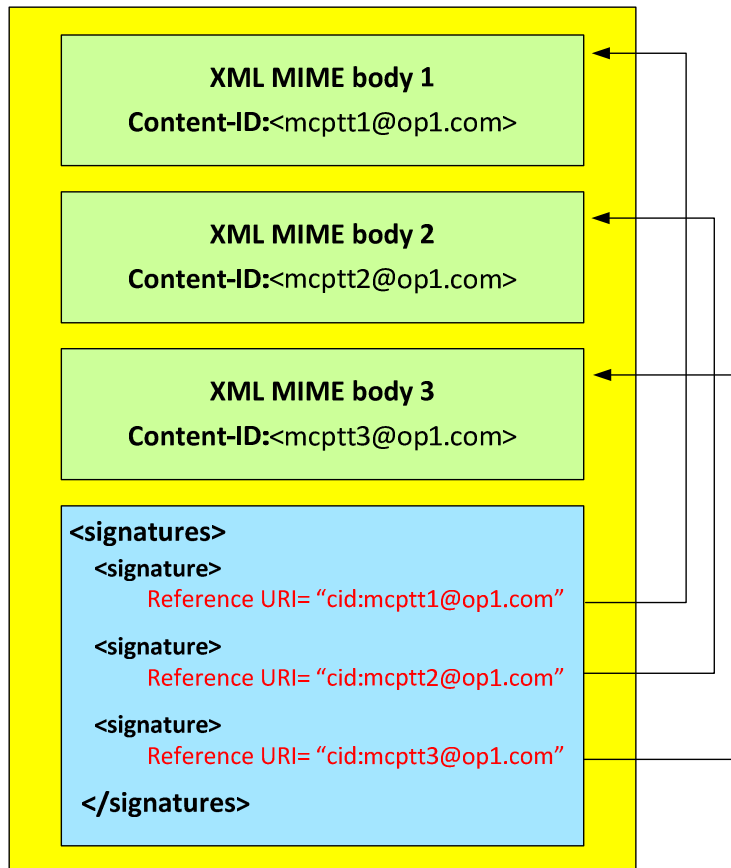 XML MIME body 1
Content-ID:<mcptt1@op1.com>
XML MIME body 2
Content-ID:<mcptt2@op1.com>
XML MIME body 3
Content-ID:<mcptt3@op1.com>
<signatures>
<signature>
Reference URI= “cid:mcptt1@op1.com”
<signature>
Reference URI= “cid:mcptt2@op1.com”
<signature>
Reference URI= “cid:mcptt3@op1.com”
</signatures>